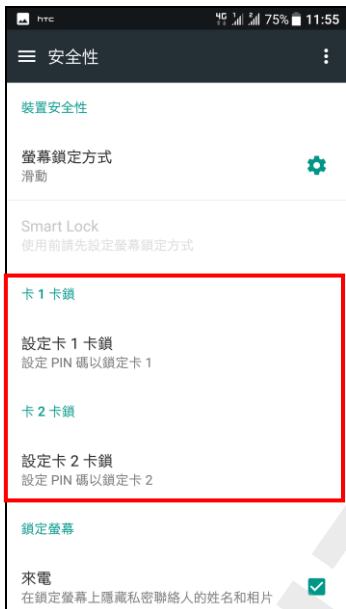 hTC 4G 75% 11:55
安全性
裝置安全性
螢幕鎖定方式
滑動
Smart Lock
使用前請先設定螢幕鎖定方式
卡 1 卡鎖
設定卡 1 卡鎖
設定 PIN 碼以鎖定卡 1
卡 2 卡鎖
設定卡 2 卡鎖
設定 PIN 碼以鎖定卡 2
鎖定螢幕
來電
在鎖定螢幕上隱藏私密聯絡人的姓名和相片